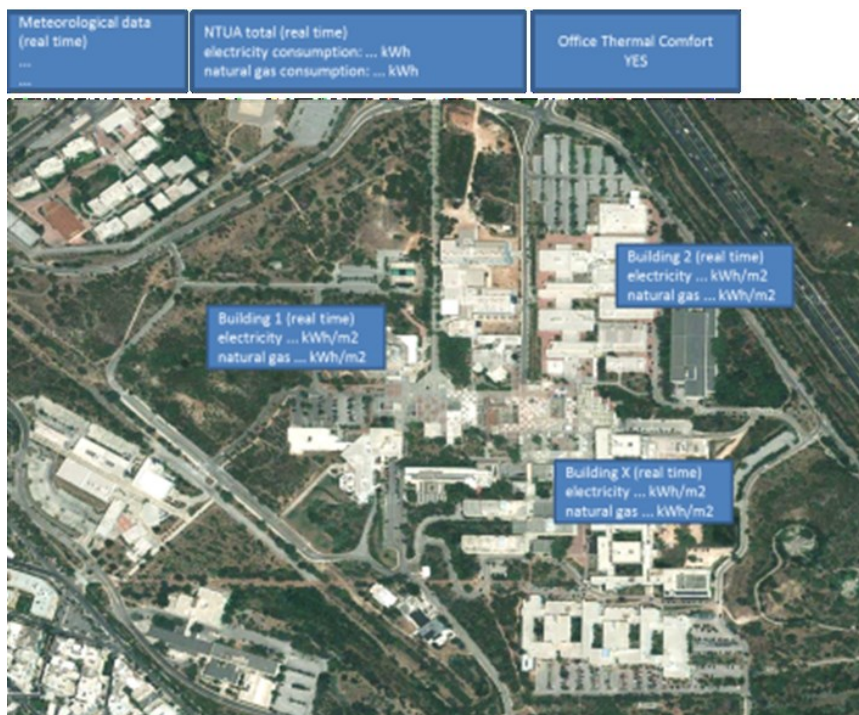 Meteorological data
(real time)
...
...
NTUA total (real time)
electricity consumption: ... kWh
natural gas consumption: ... kWh
Office Thermal Comfort
YES
Building 2 (real time)
electricity ... kWh/m2
natural gas ... kWh/m2
Building 1 (real time)
electricity ... kWh/m2
natural gas .... kWh/m2
Building X (real time)
electricity ... kWh/m2
natural gas ... kWh/m2